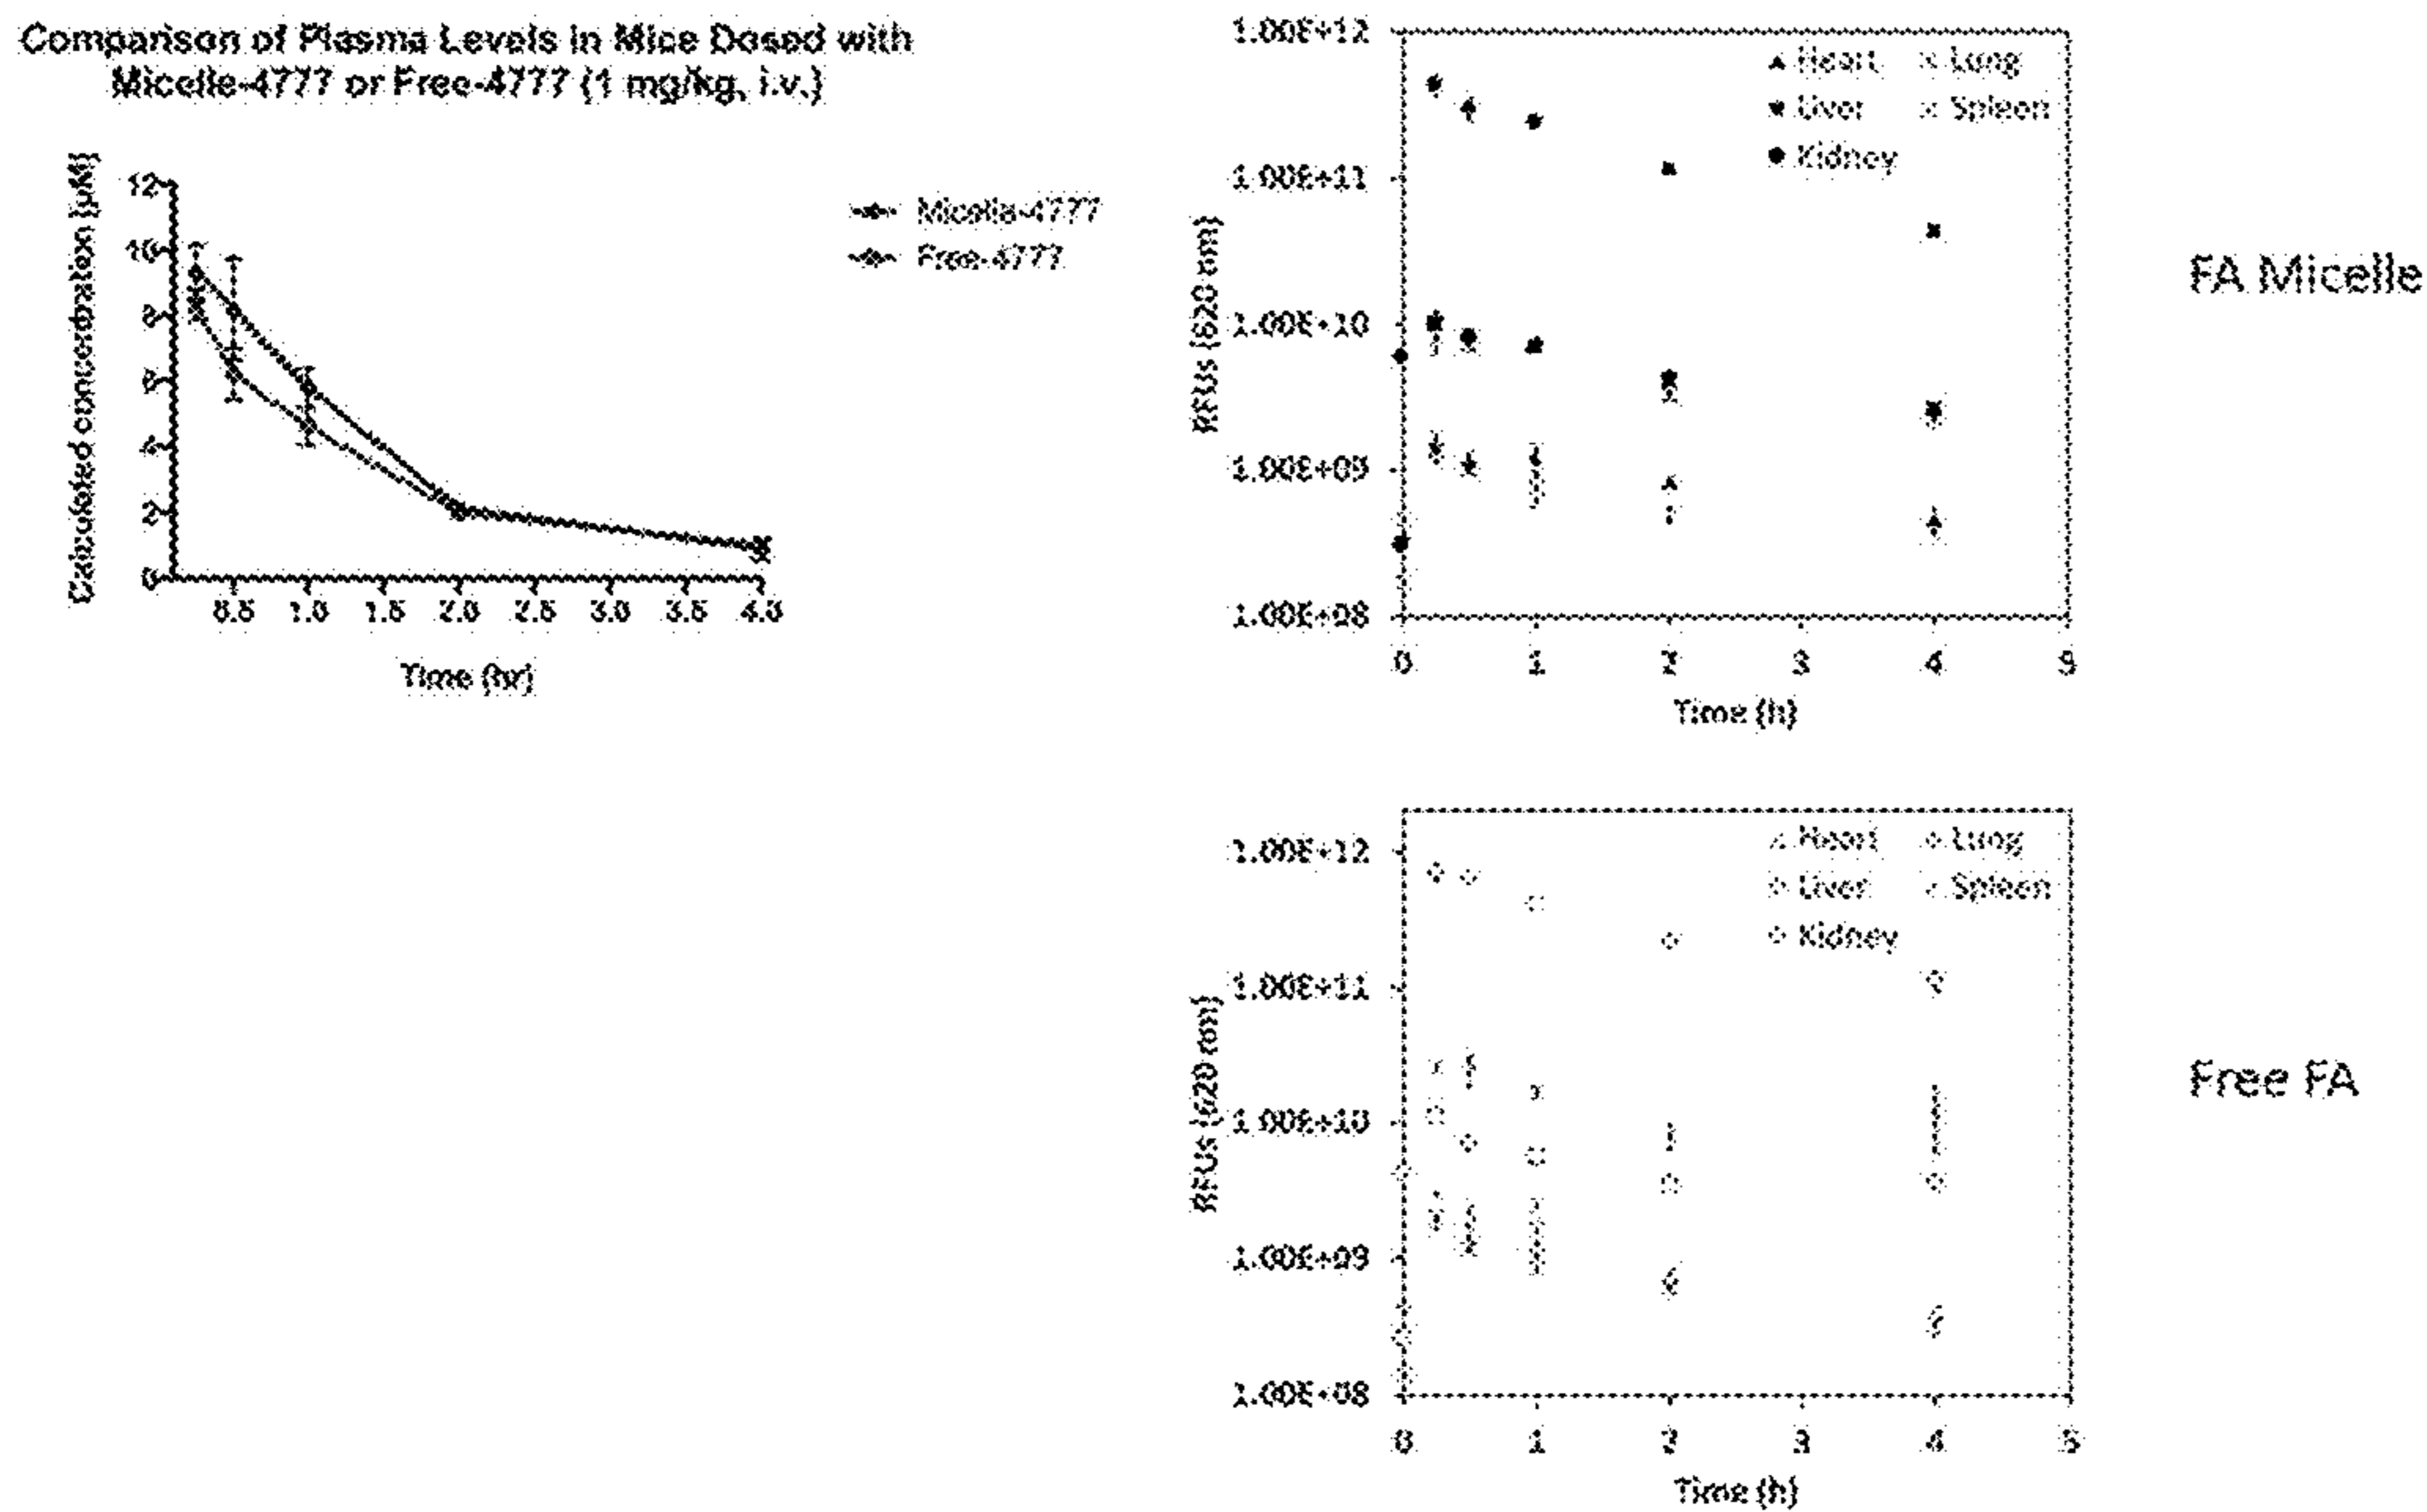 Comparison of Plasma Levels in Mice Dosed with
Micelle-4777 or Free-4777 (1 mg/kg, i.v.)
Calculated concentration (μM)
12
10
8
6
4
2
0
0.5 1.0 1.5 2.0 2.5 3.0 3.5 4.0
Time (hr)
Micelle-4777
Free-4777
1.00E+12
1.00E+11
1.00E+10
1.00E+09
1.00E+08
RFUs (620 nm)
Heart Lung
Liver Spleen
Kidney
0 1 2 3 4 5
Time (h)
FA Micelle
1.00E+12
1.00E+11
1.00E+10
1.00E+09
1.00E+08
RFUs (620 nm)
Heart Lung
Liver Spleen
Kidney
0 1 2 3 4 5
Time (h)
Free FA